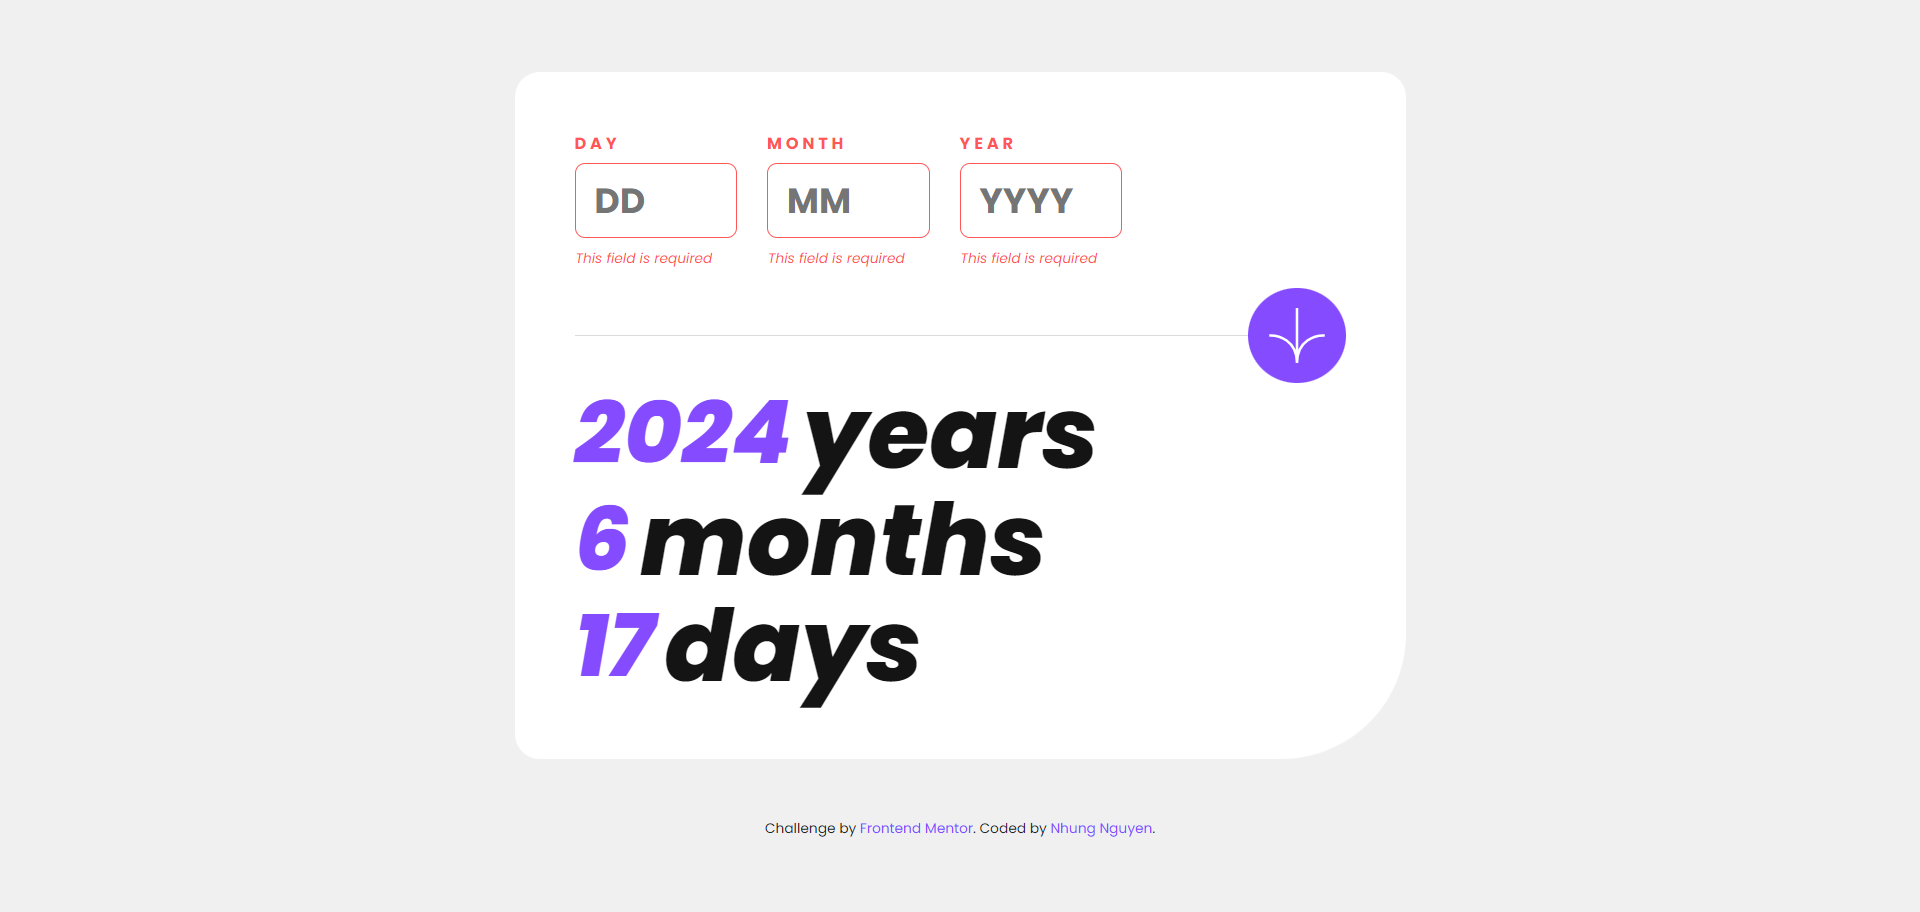 DAY MONTH YEAR
DD MM YYYY
This field is required This field is required This field is required
2024 years
6 months
17 days
Challenge by Frontend Mentor. Coded by Nhung Nguyen.